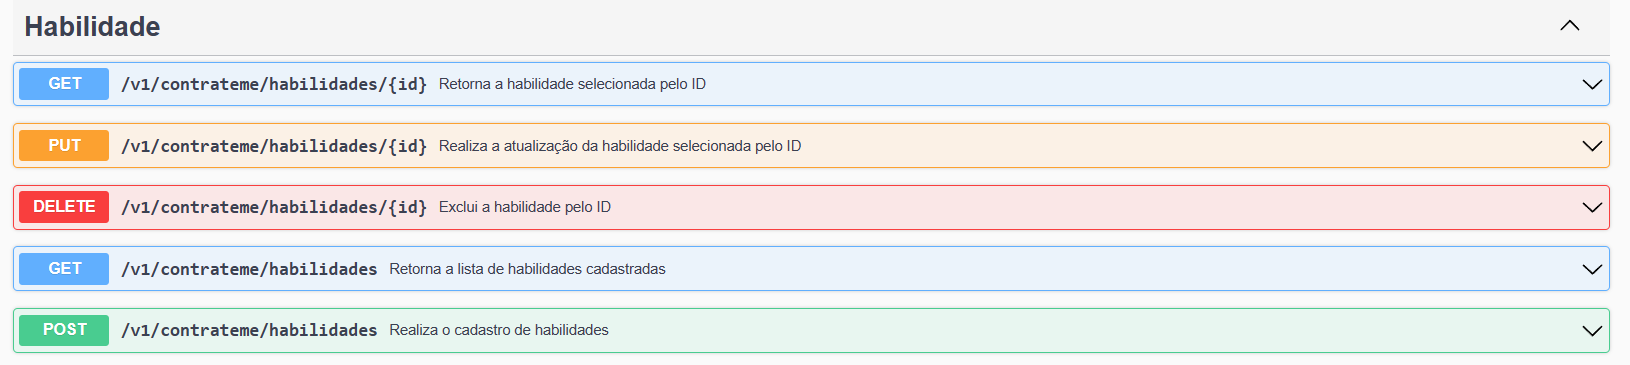 Habilidade
GET /v1/contrateme/habilidades/{id} Retorna a habilidade selecionada pelo ID
PUT /v1/contrateme/habilidades/{id} Realiza a atualização da habilidade selecionada pelo ID
DELETE /v1/contrateme/habilidades/{id} Exclui a habilidade pelo ID
GET /v1/contrateme/habilidades Retorna a lista de habilidades cadastradas
POST /v1/contrateme/habilidades Realiza o cadastro de habilidades